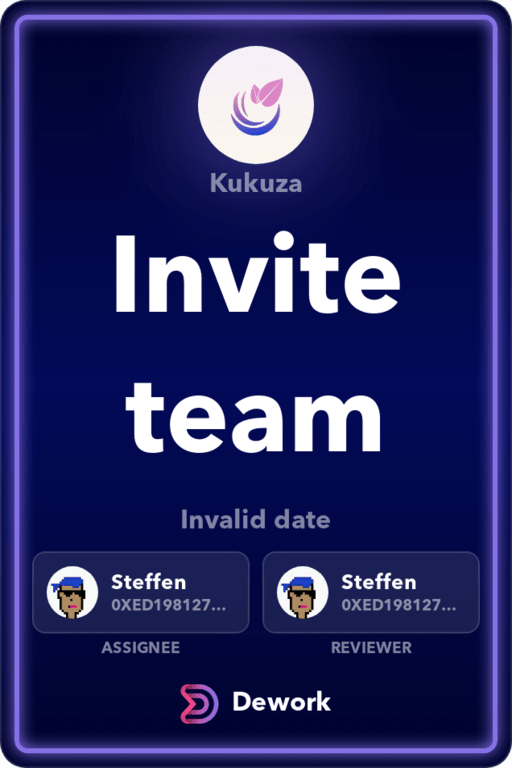 Kukuza
Invite
team
Invalid date
Steffen
0XED198127...
ASSIGNEE
Steffen
0XED198127...
REVIEWER
Dework